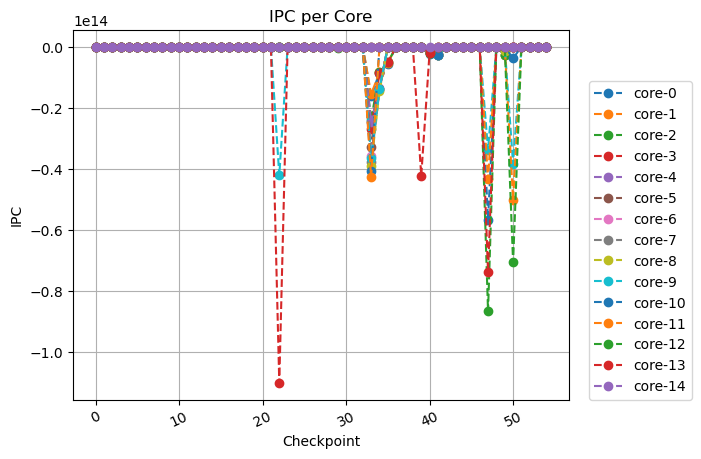 IPC per Core
1e14
0.0
−0.2
−0.4
−0.6
−0.8
−1.0
IPC
0
10
20
30
40
50
Checkpoint
core-0
core-1
core-2
core-3
core-4
core-5
core-6
core-7
core-8
core-9
core-10
core-11
core-12
core-13
core-14